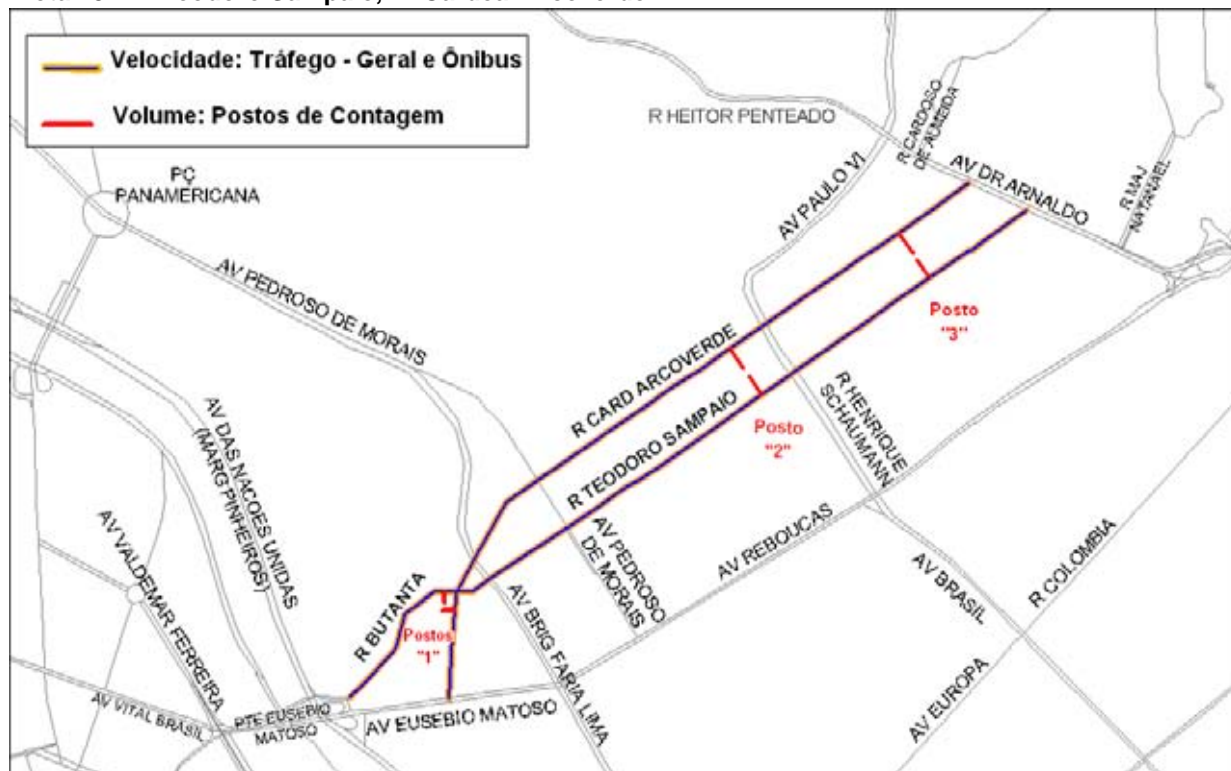 Velocidade: Tráfego - Geral e Ônibus
Volume: Postos de Contagem
R HEITOR PENTEADO
R CARDOSO
DE ALMEIDA
AV DR ARNALDO
R MAJ
NATANAEL
PÇ
PANAMERICANA
AV PAULO VI
AV PEDROSO DE MORAIS
Posto
"3"
R CARD ARCOVERDE
R TEODORO SAMPAIO
Posto
"2"
R HENRIQUE
SCHAUMANN
AV DAS NACOES UNIDAS
(MARG PINHEIROS)
AV VALDEMAR FERREIRA
AV PEDROSO
DE MORAIS
AV REBOUCAS
AV BRASIL
R COLOMBIA
R BUTANTA
Postos
"1"
AV BRIG FARIA LIMA
AV EUROPA
AV VITAL BRASIL
PTE EUSEBIO
MATOSO
AV EUSEBIO MATOSO